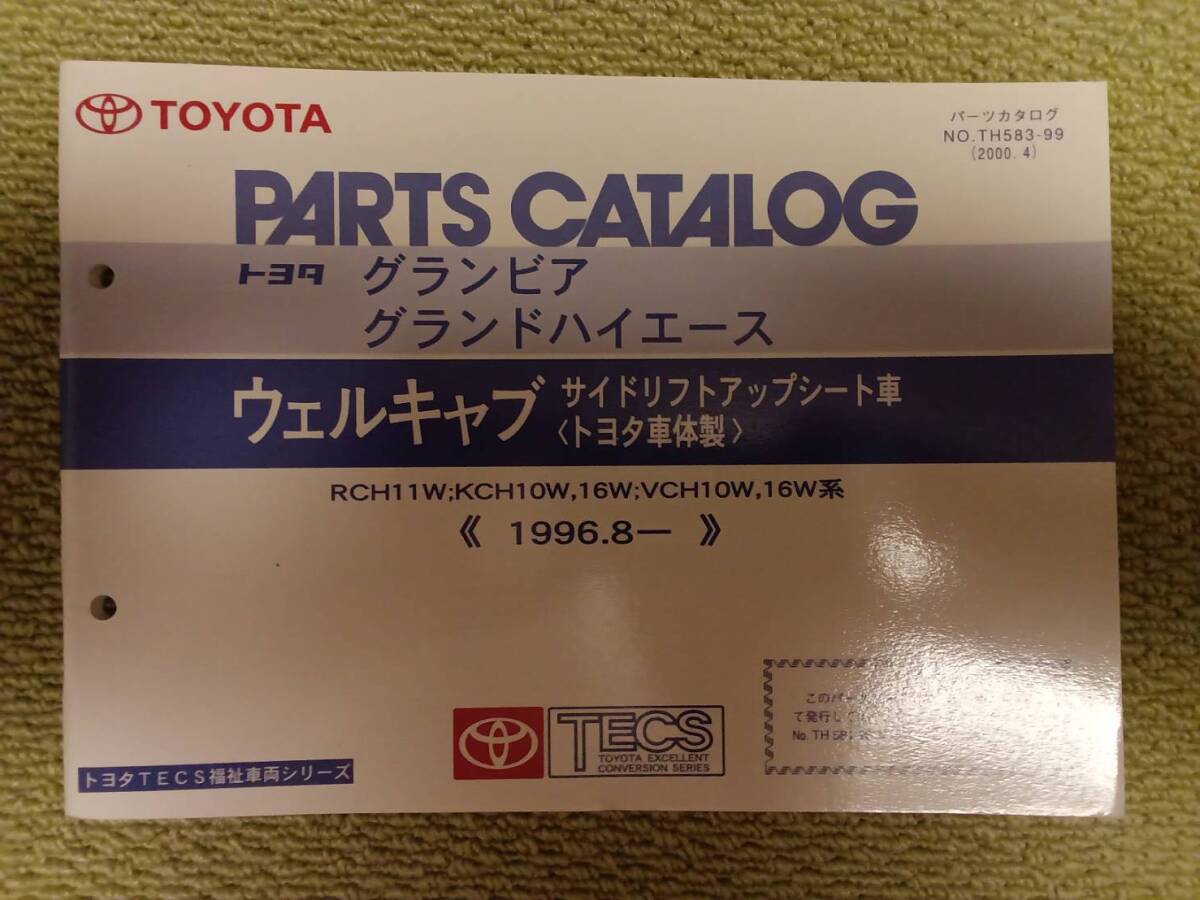 TOYOTA
パーツカタログ
NO.TH583-99
(2000.4)
PARTS CATALOG
トヨタ グランビア
グランドハイエース
ウェルキャブ サイドリフトアップシート車
〈トヨタ車体製〉
RCH11W;KCH10W,16W;VCH10W,16W系
《 1996.8― 》
このパーツ
て発行して
No. TH
TECS
TOYOTA EXCELLENT
CONVERSION SERIES
トヨタTECS福祉車両シリーズ